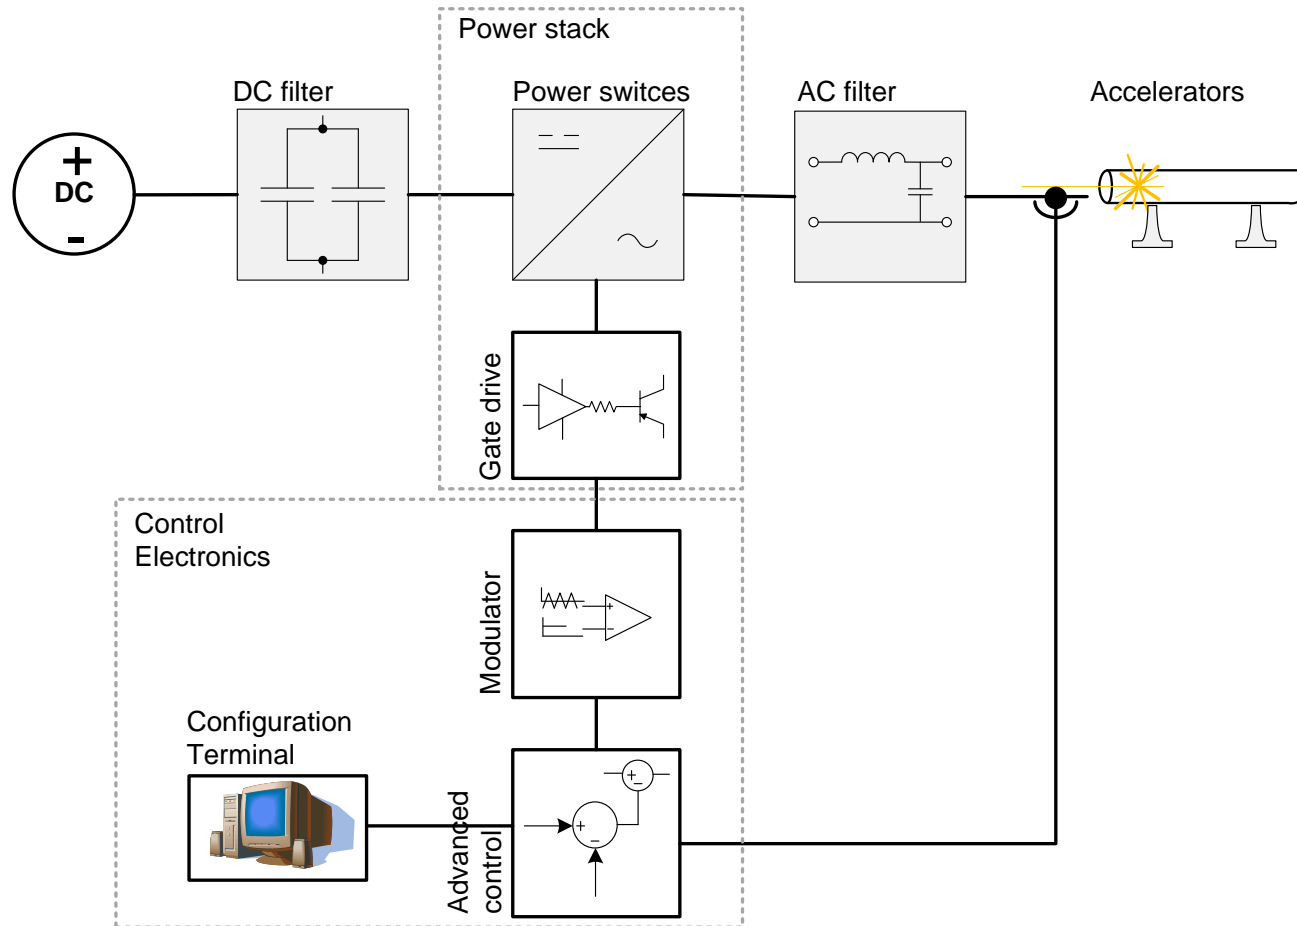 Power stack
DC filter
Power switces
AC filter
Accelerators
+
DC
-
Gate drive
Control
Electronics
Modulator
+
−
Configuration
Terminal
Advanced
control
+
−
+
−